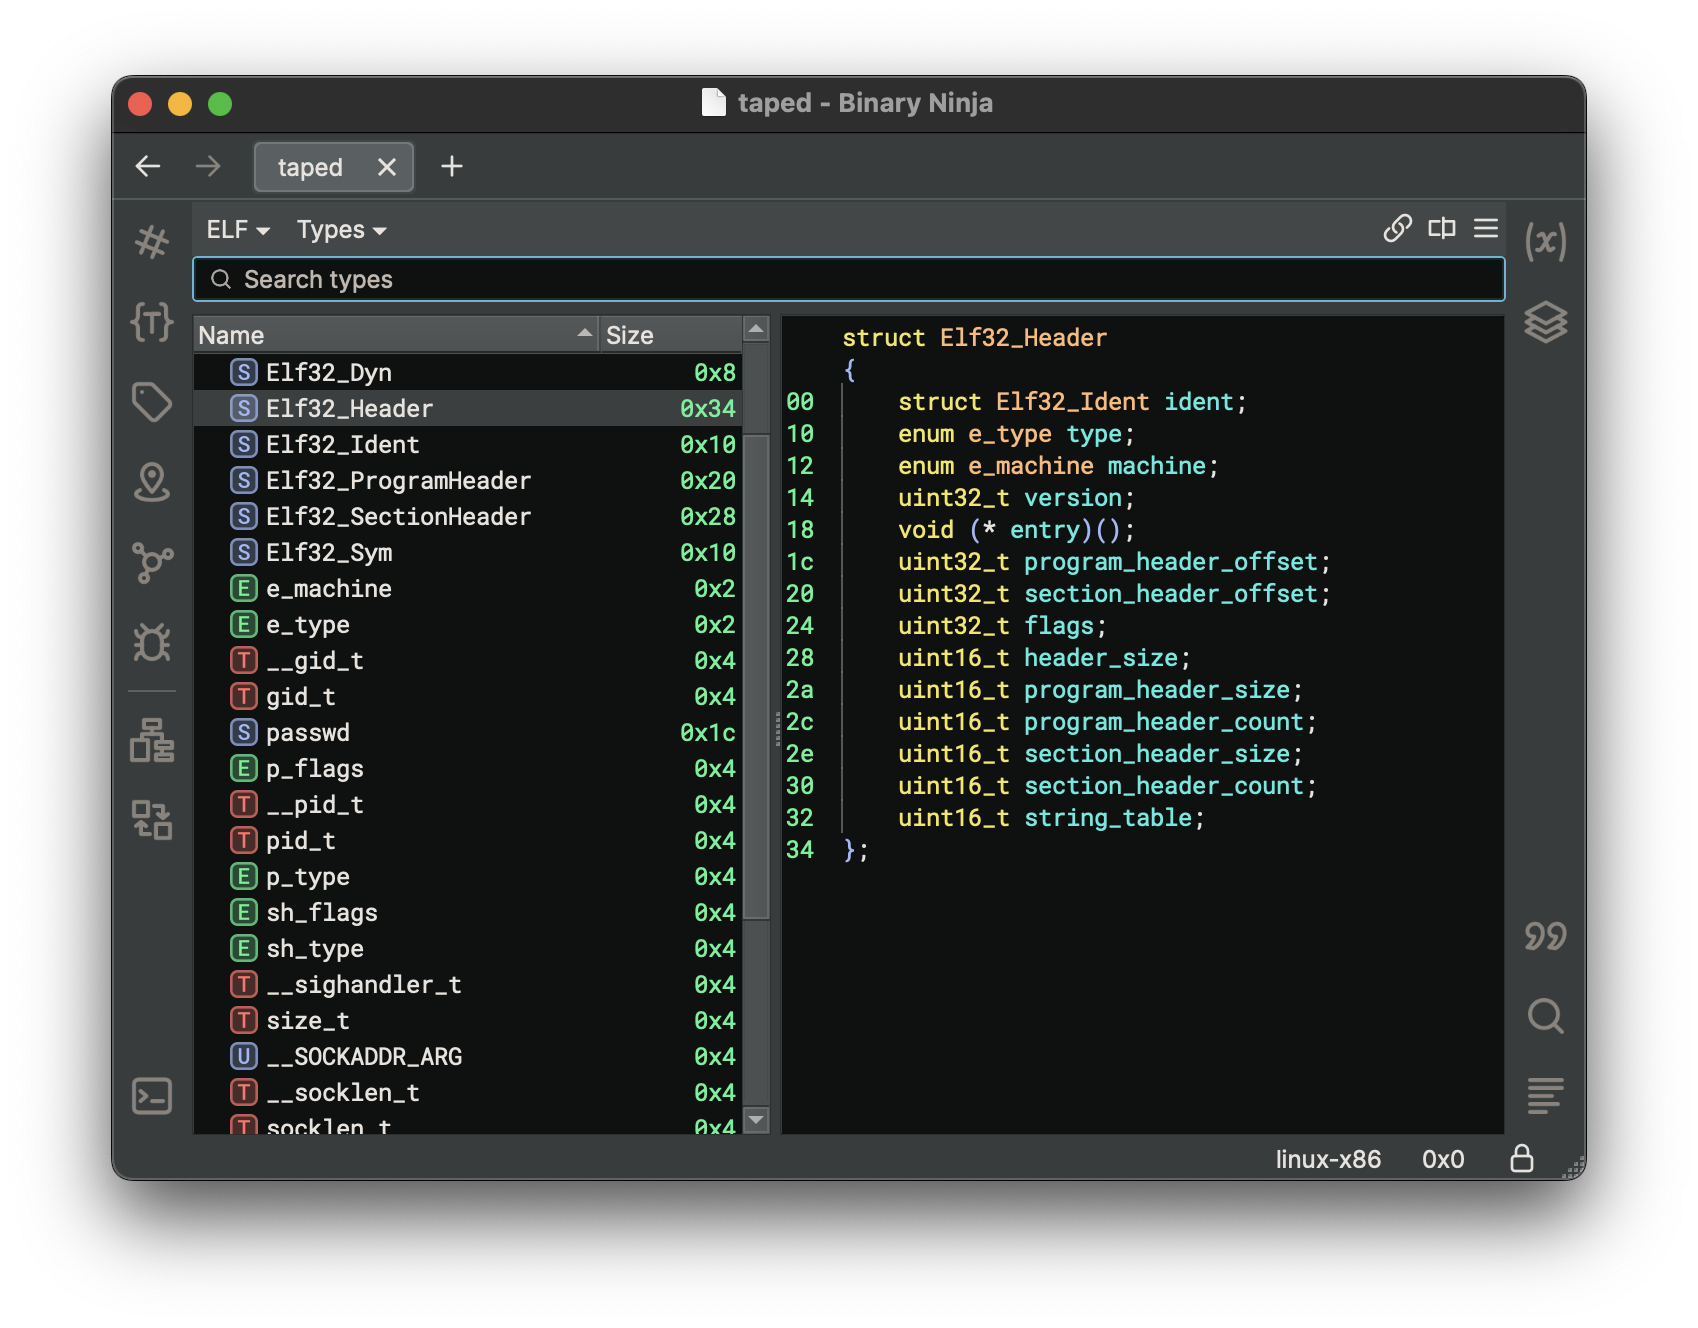 taped - Binary Ninja
taped
ELF Types
Search types
Name Size
S Elf32_Dyn 0x8
S Elf32_Header 0x34
S Elf32_Ident 0x10
S Elf32_ProgramHeader 0x20
S Elf32_SectionHeader 0x28
S Elf32_Sym 0x10
E e_machine 0x2
E e_type 0x2
T __gid_t 0x4
T gid_t 0x4
S passwd 0x1c
E p_flags 0x4
T __pid_t 0x4
T pid_t 0x4
E p_type 0x4
E sh_flags 0x4
E sh_type 0x4
T __sighandler_t 0x4
T size_t 0x4
U __SOCKADDR_ARG 0x4
T __socklen_t 0x4
T socklen_t 0x4
struct Elf32_Header
{
00 struct Elf32_Ident ident;
10 enum e_type type;
12 enum e_machine machine;
14 uint32_t version;
18 void (* entry)();
1c uint32_t program_header_offset;
20 uint32_t section_header_offset;
24 uint32_t flags;
28 uint16_t header_size;
2a uint16_t program_header_size;
2c uint16_t program_header_count;
2e uint16_t section_header_size;
30 uint16_t section_header_count;
32 uint16_t string_table;
34 };
linux-x86 0x0